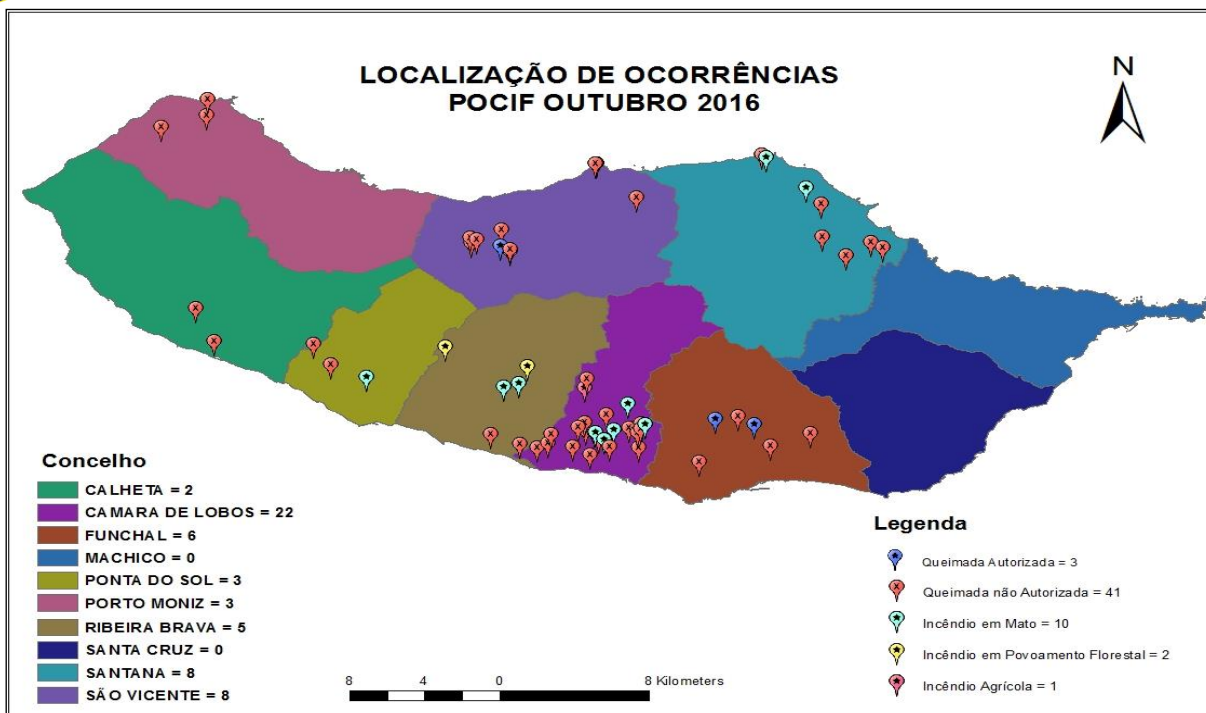 LOCALIZAÇÃO DE OCORRÊNCIAS
POCIF OUTUBRO 2016
N
Concelho
CALHETA = 2
CAMARA DE LOBOS = 22
FUNCHAL = 6
MACHICO = 0
PONTA DO SOL = 3
PORTO MONIZ = 3
RIBEIRA BRAVA = 5
SANTA CRUZ = 0
SANTANA = 8
SÃO VICENTE = 8
8 4 0 8 Kilometers
Legenda
Queimada Autorizada = 3
Queimada não Autorizada = 41
Incêndio em Mato = 10
Incêndio em Povoamento Florestal = 2
Incêndio Agrícola = 1